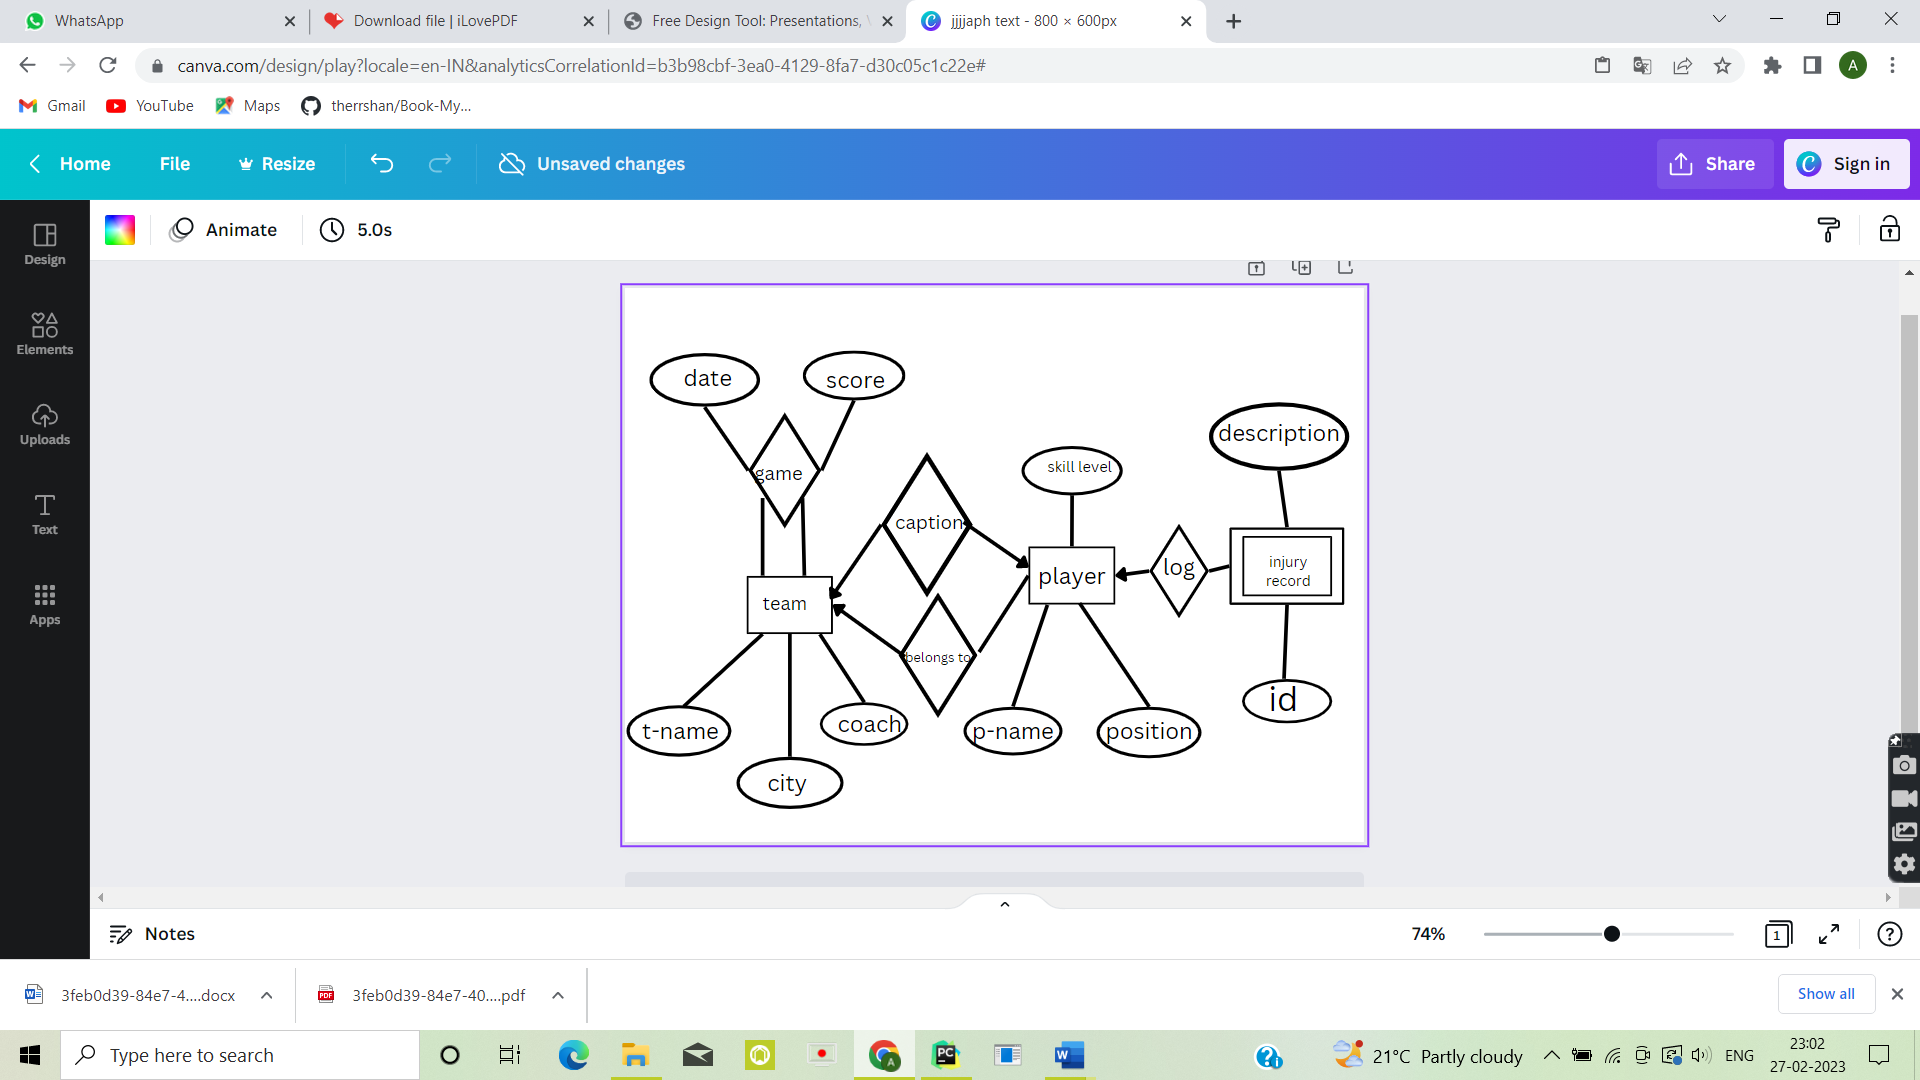 WhatsApp
Download file | iLovePDF
Free Design Tool: Presentations,
jjjjaph text - 800 × 600px
canva.com/design/play?locale=en-IN&analyticsCorrelationId=b3b98cbf-3ea0-4129-8fa7-d30c05c1c22e#
A
Gmail
YouTube
Maps
therrshan/Book-My...
Home
File
Resize
Unsaved changes
Share
Sign in
Animate
5.0s
Design
Elements
Uploads
Text
Apps
date
score
game
description
skill level
caption
log
injury
record
player
team
belongs to
id
t-name
coach
p-name
position
city
Notes
74%
1
3feb0d39-84e7-4....docx
3feb0d39-84e7-40....pdf
Show all
Type here to search
21°C Partly cloudy
ENG
23:02
27-02-2023